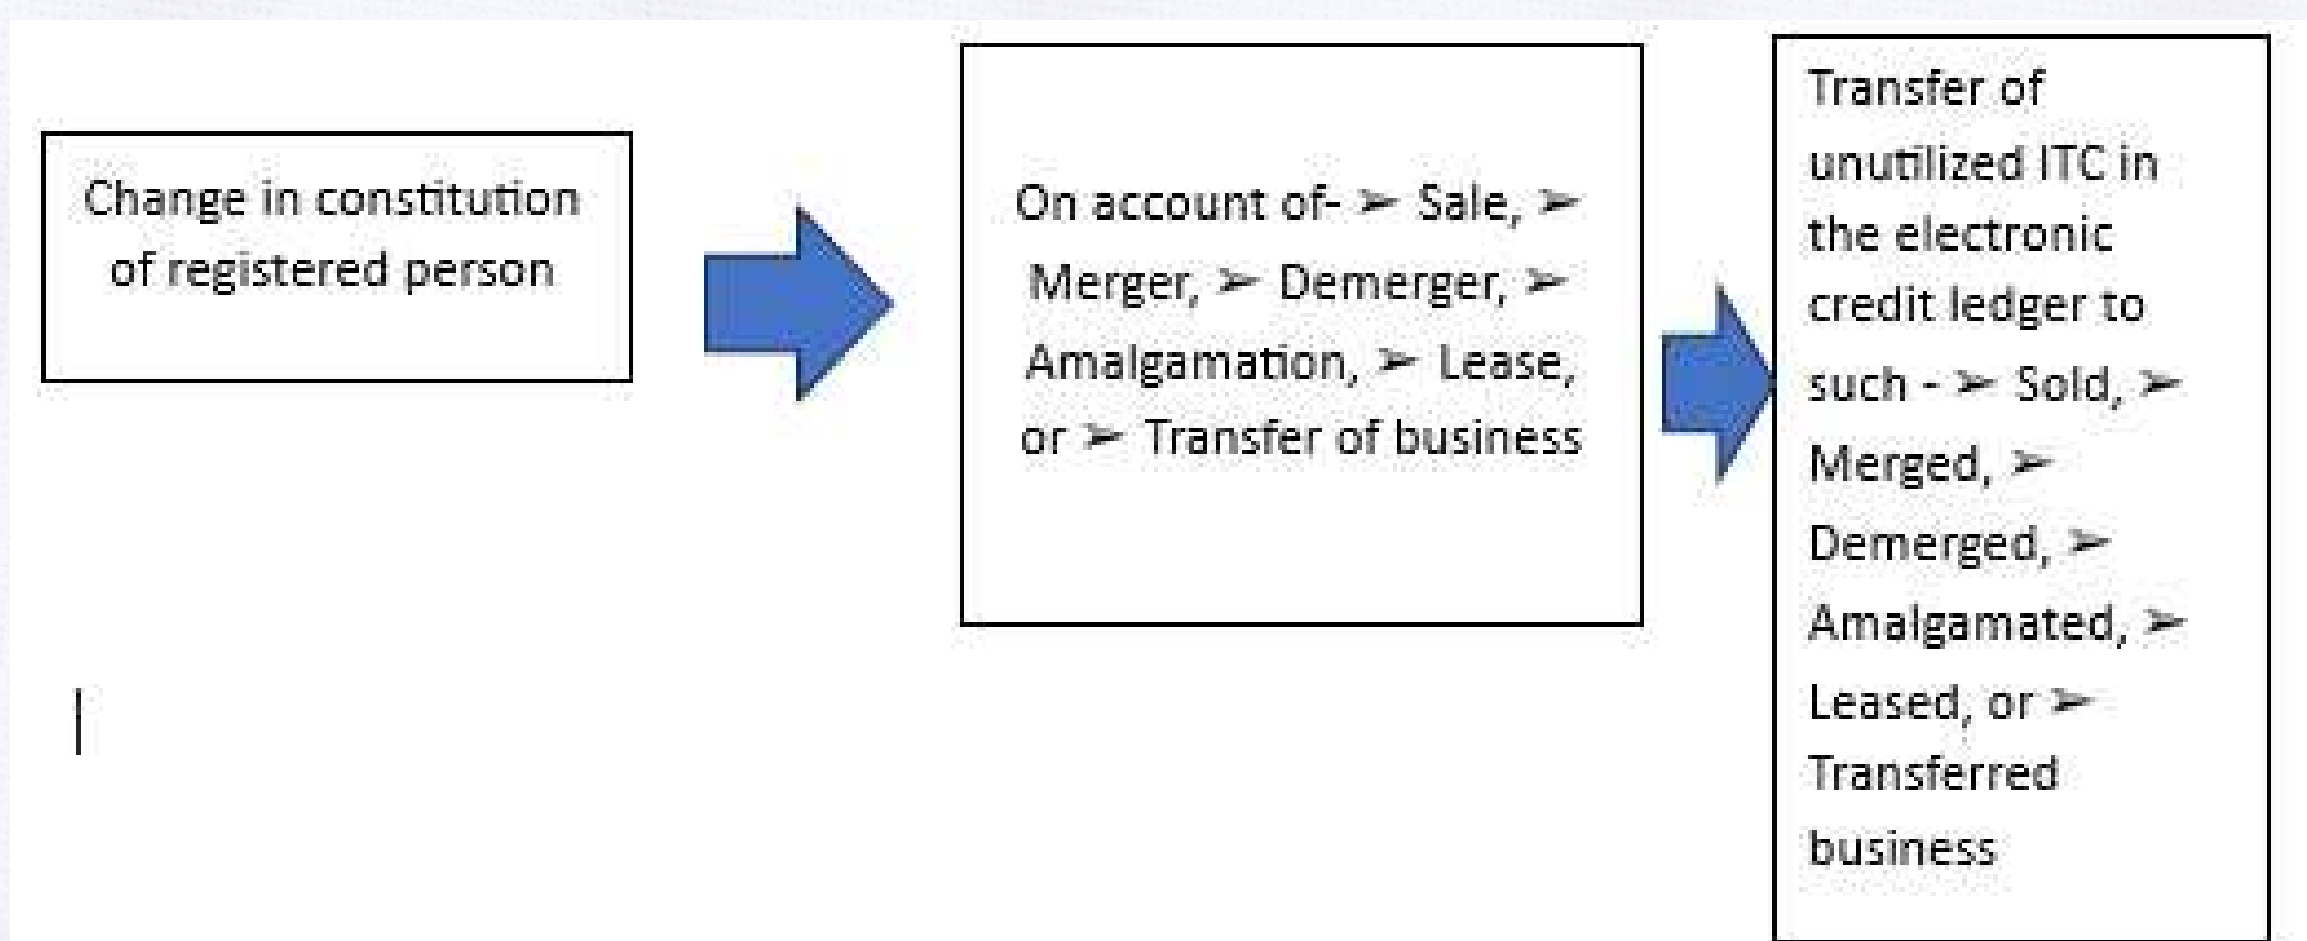 Change in constitution
of registered person
On account of- ➢ Sale, ➢
Merger, ➢ Demerger, ➢
Amalgamation, ➢ Lease,
or ➢ Transfer of business
Transfer of
unutilized ITC in
the electronic
credit ledger to
such - ➢ Sold, ➢
Merged, ➢
Demerged, ➢
Amalgamated, ➢
Leased, or ➢
Transferred
business